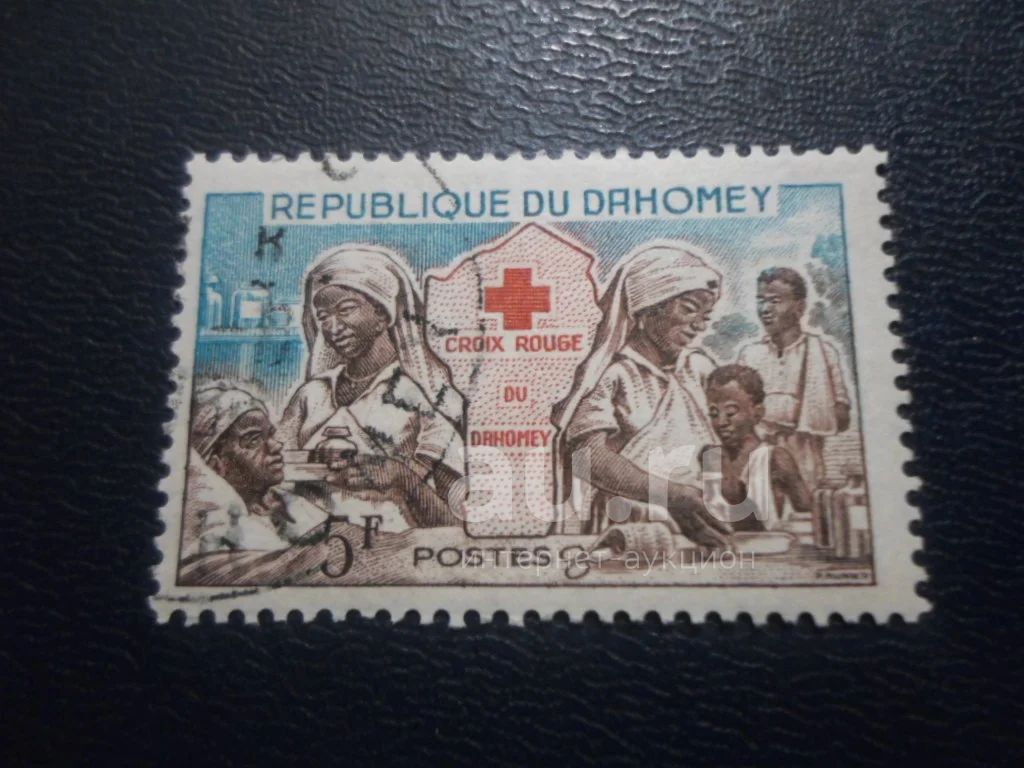 REPUBLIQUE DU DAHOMEY
CROIX ROUGE
DU
DAHOMEY
5F
POSTES
au.ru
интернет-аукцион